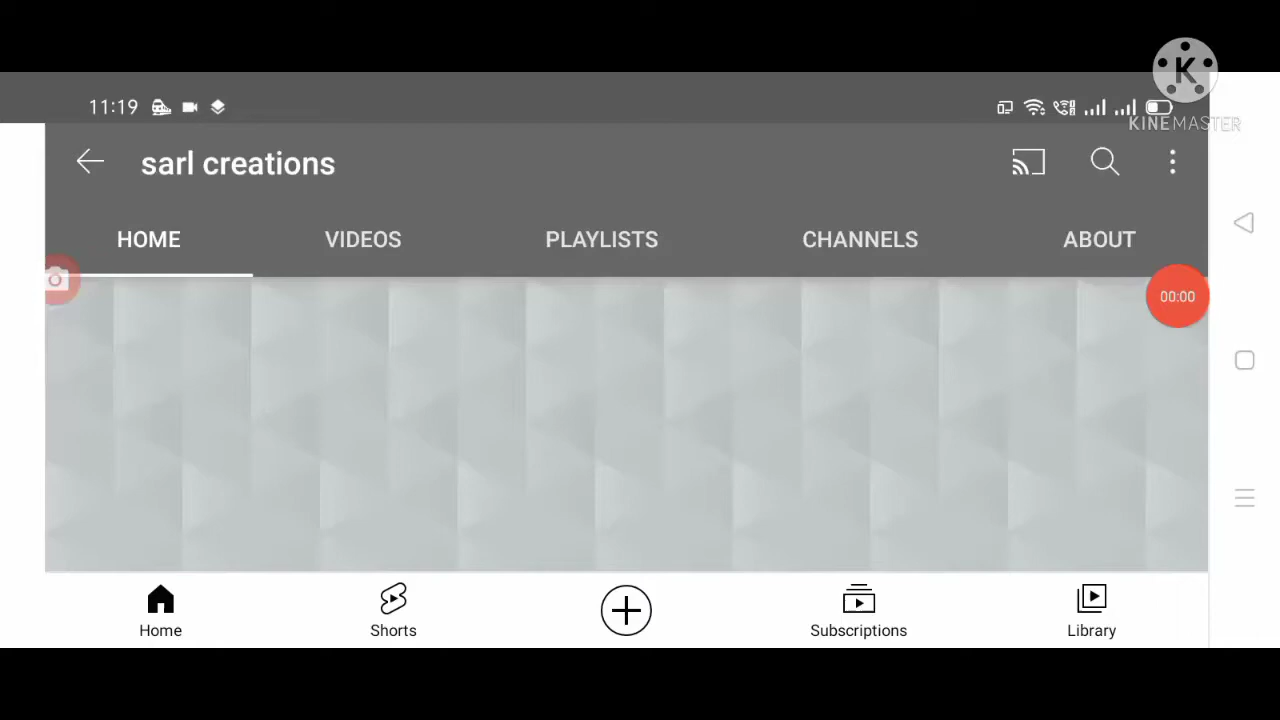 11:19
K
KINEMASTER
sarl creations
HOME VIDEOS PLAYLISTS CHANNELS ABOUT
00:00
Home Shorts Subscriptions Library